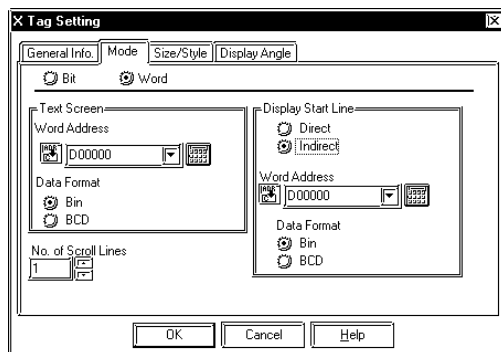 X Tag Setting
General Info. Mode Size/Style Display Angle
Bit Word
Text Screen
Word Address
D00000
Data Format
Bin
BCD
No. of Scroll Lines
1
Display Start Line
Direct
Indirect
Word Address
D00000
Data Format
Bin
BCD
OK Cancel Help